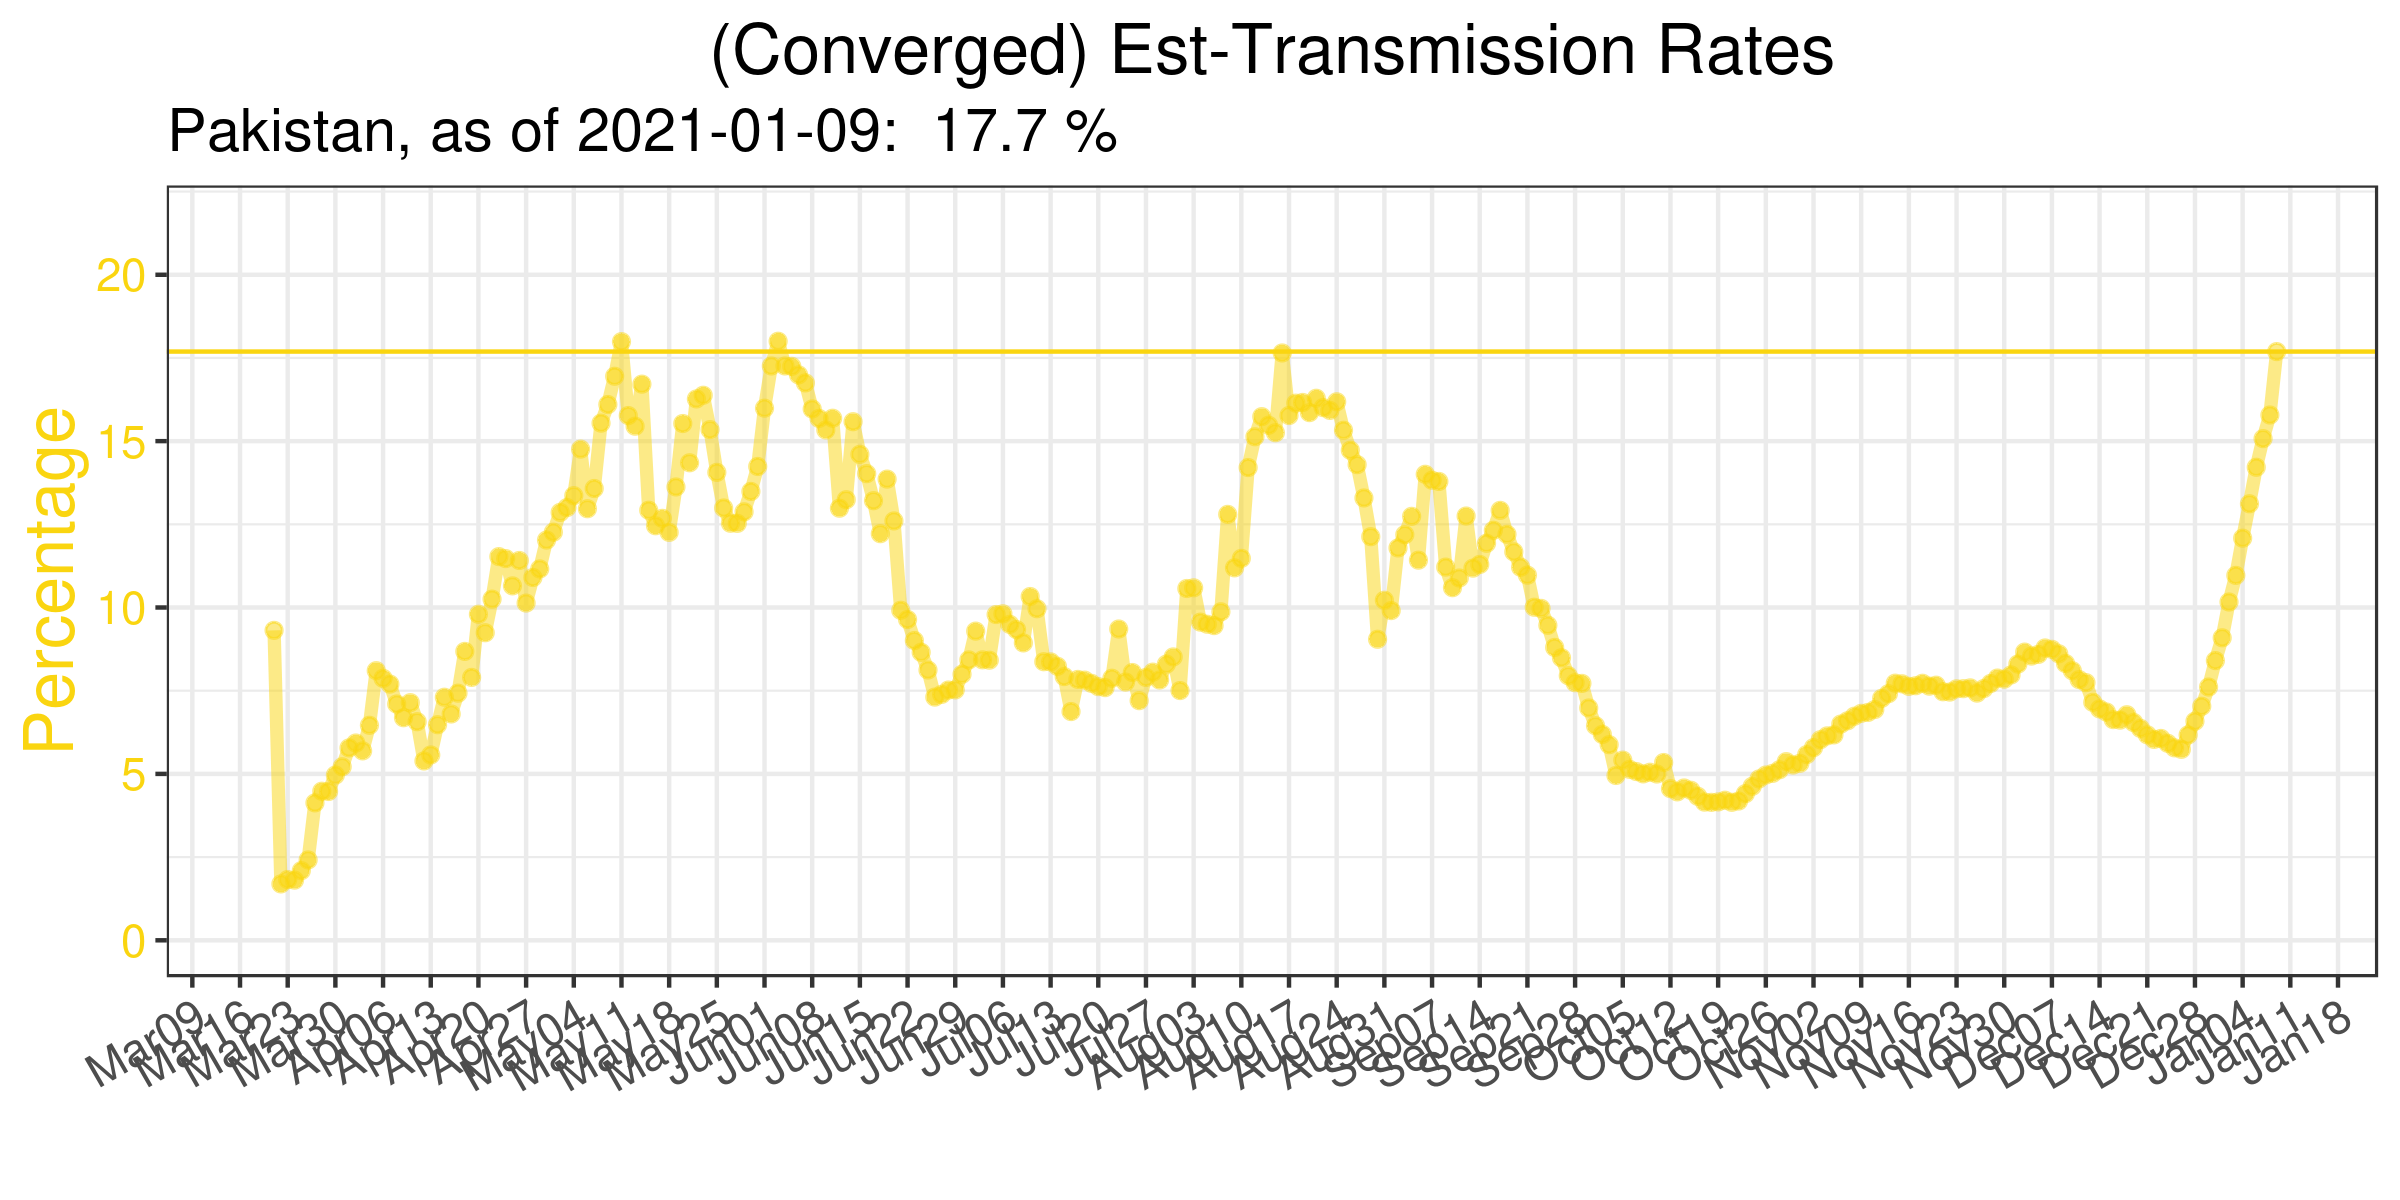 (Converged) Est-Transmission Rates
Pakistan, as of 2021-01-09:  17.7 %
Percentage
20
15
10
5
0
Mar09
Mar16
Mar23
Mar30
Apr06
Apr13
Apr20
Apr27
May04
May11
May18
May25
Jun01
Jun08
Jun15
Jun22
Jun29
Jul06
Jul13
Jul20
Jul27
Aug03
Aug10
Aug17
Aug24
Aug31
Sep07
Sep14
Sep21
Sep28
Oct05
Oct12
Oct19
Oct26
Nov02
Nov09
Nov16
Nov23
Nov30
Dec07
Dec14
Dec21
Dec28
Jan04
Jan11
Jan18